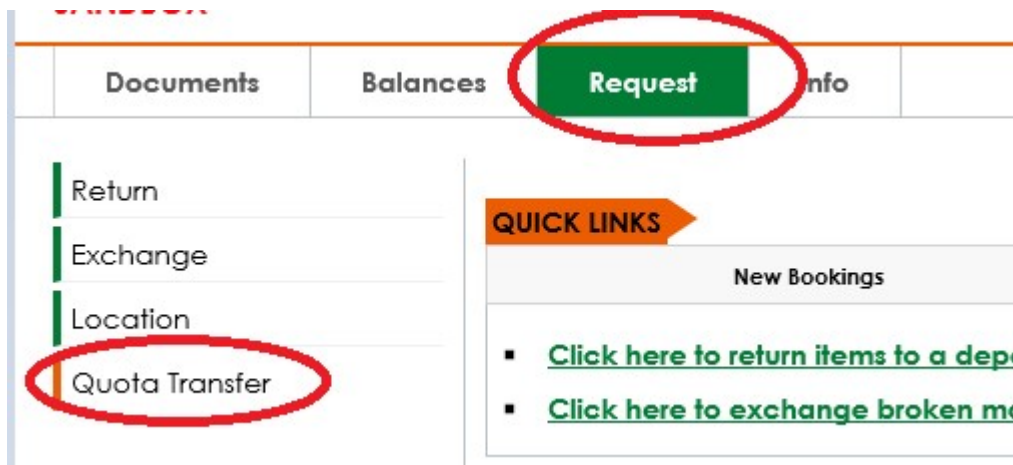 Documents Balances Request Info
Return
Exchange
Location
Quota Transfer
QUICK LINKS
New Bookings
Click here to return items to a
Click here to exchange broken